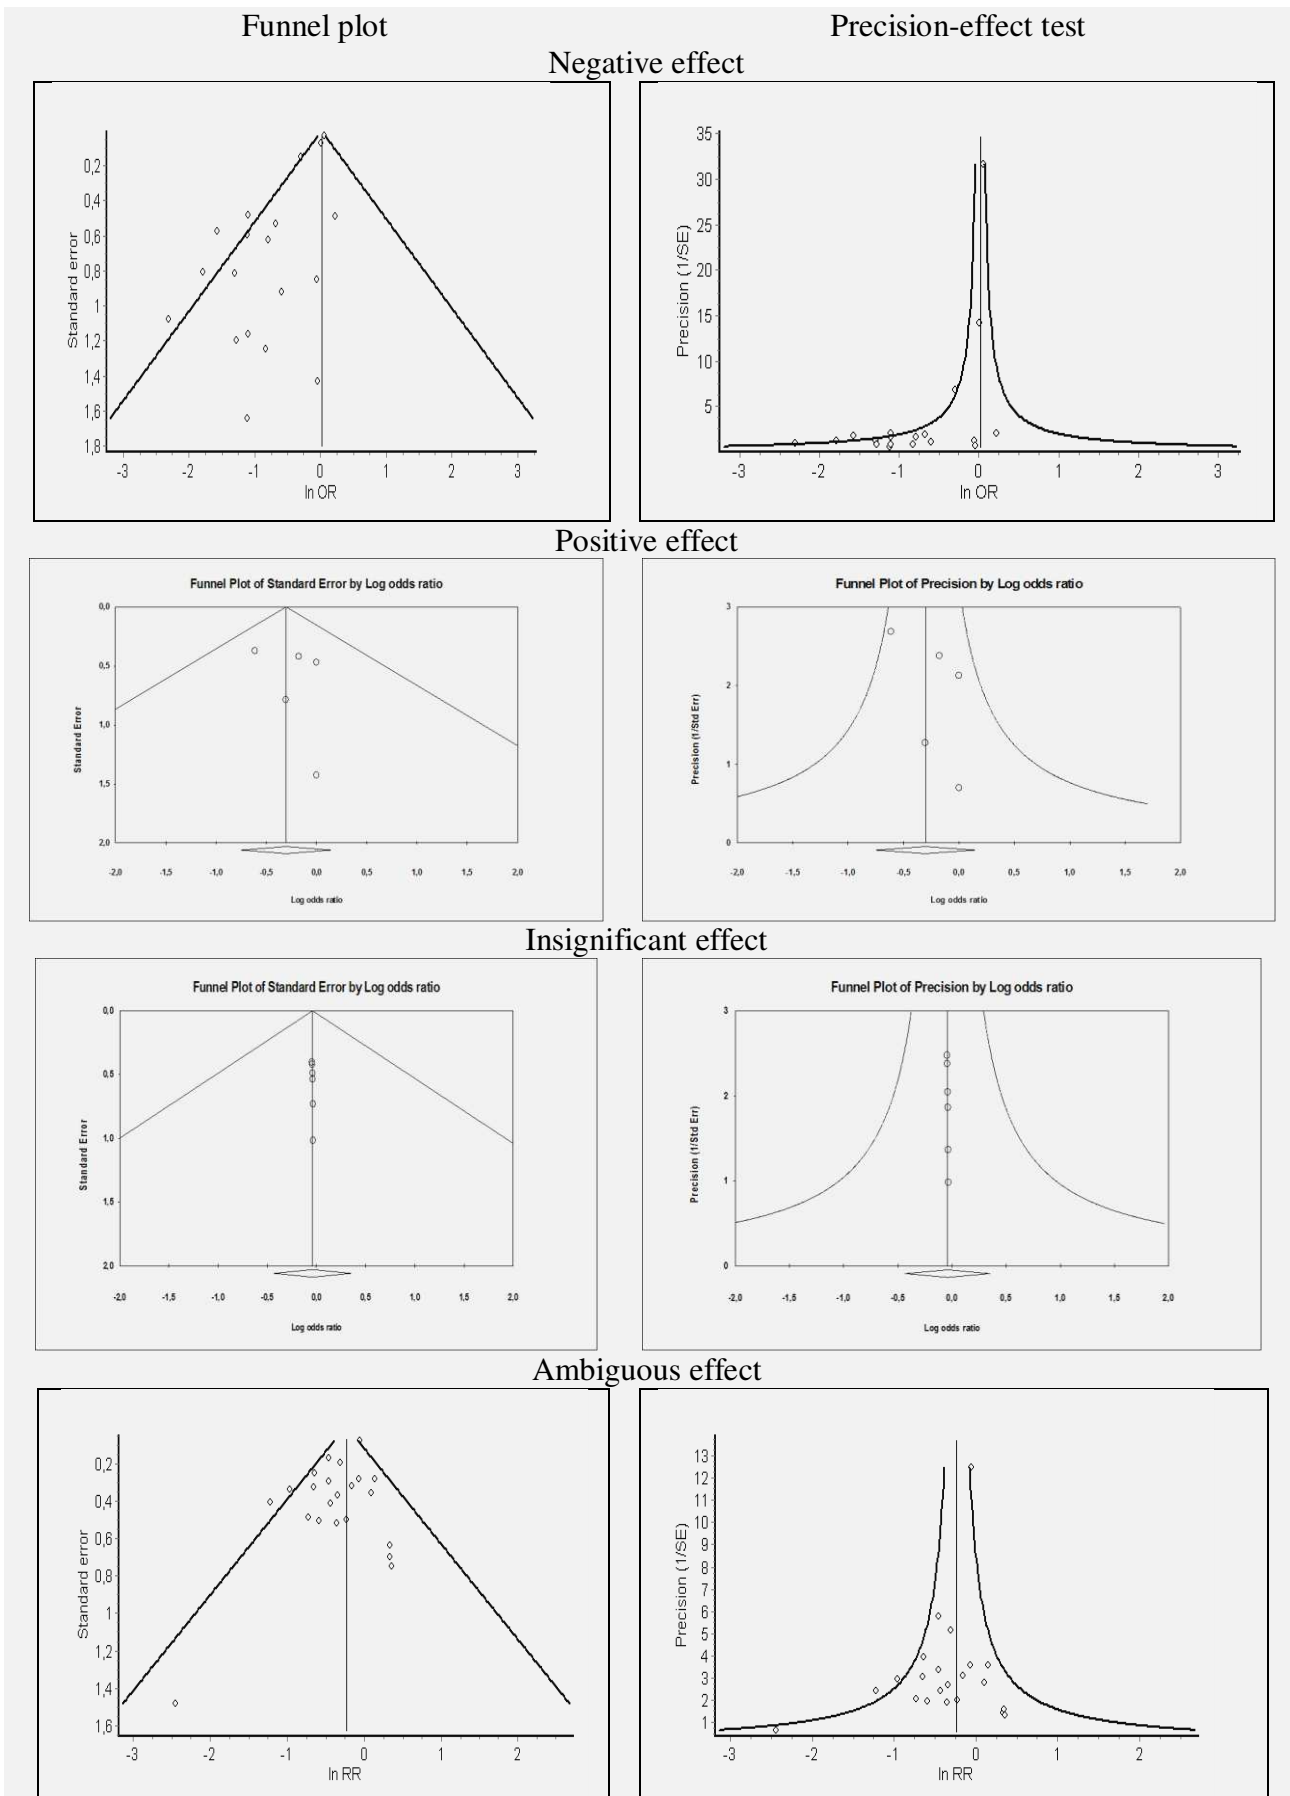 Funnel plot Precision-effect test
Negative effect
Standard error
0,2
0,4
0,6
0,8
1
1,2
1,4
1,6
1,8
-3 -2 -1 0 1 2 3
ln OR
Precision (1/SE)
35
30
25
20
15
10
5
-3 -2 -1 0 1 2 3
ln OR
Positive effect
Funnel Plot of Standard Error by Log odds ratio
Standard Error
0,0
0,5
1,0
1,5
2,0
-2,0 -1,5 -1,0 -0,5 0,0 0,5 1,0 1,5 2,0
Log odds ratio
Funnel Plot of Precision by Log odds ratio
Precision (1/Std Err)
3
2
1
0
-2,0 -1,5 -1,0 -0,5 0,0 0,5 1,0 1,5 2,0
Log odds ratio
Insignificant effect
Funnel Plot of Standard Error by Log odds ratio
Standard Error
0,0
0,5
1,0
1,5
2,0
-2,0 -1,5 -1,0 -0,5 0,0 0,5 1,0 1,5 2,0
Log odds ratio
Funnel Plot of Precision by Log odds ratio
Precision (1/Std Err)
3
2
1
0
-2,0 -1,5 -1,0 -0,5 0,0 0,5 1,0 1,5 2,0
Log odds ratio
Ambiguous effect
Standard error
0,2
0,4
0,6
0,8
1
1,2
1,4
1,6
-3 -2 -1 0 1 2
ln RR
Precision (1/SE)
13
12
11
10
9
8
7
6
5
4
3
2
1
-3 -2 -1 0 1 2
ln RR